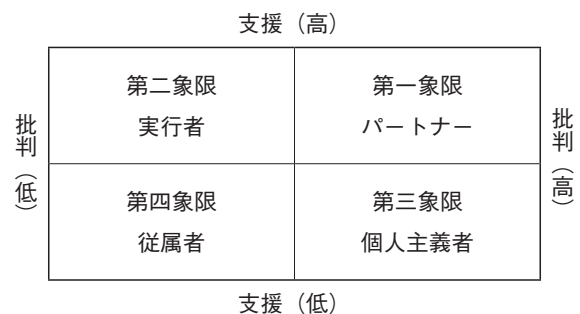 支援（高）
第二象限
実行者
第一象限
パートナー
批判（低）
批判（高）
第四象限
従属者
第三象限
個人主義者
支援（低）